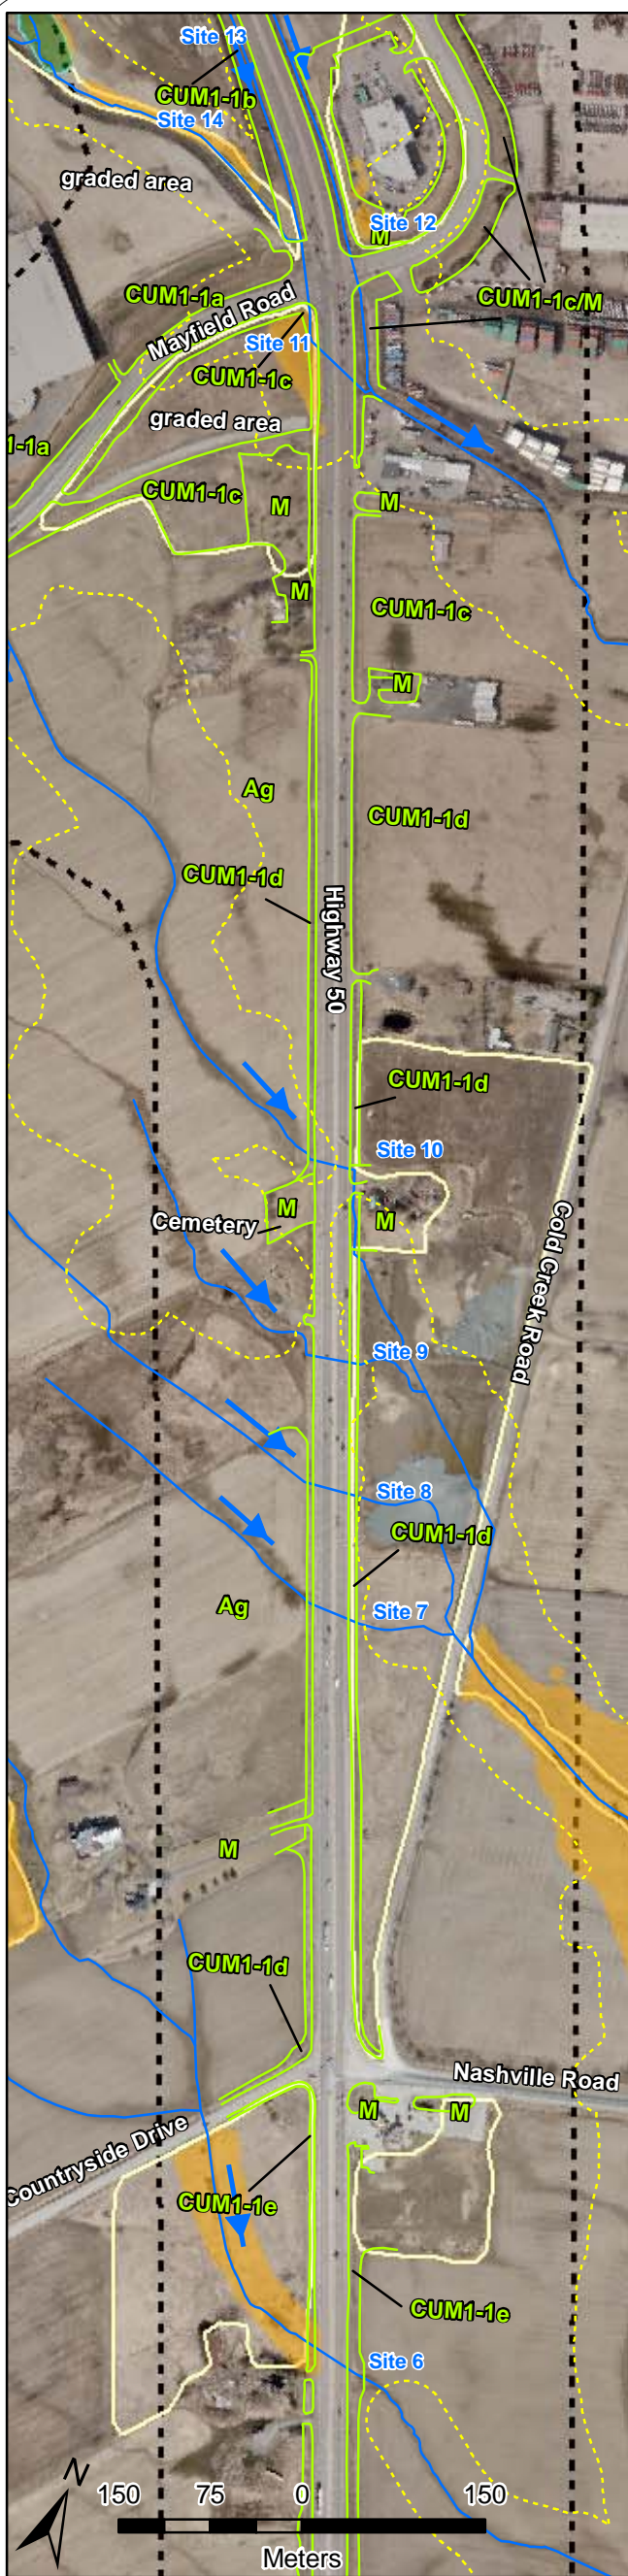 Site 13
CUM1-1b
Site 14
graded area
Site 12
M
CUM1-1a
CUM1-1c/M
Mayfield Road
Site 11
CUM1-1c
graded area
1-1a
CUM1-1c
M
M
M
CUM1-1c
M
Ag
CUM1-1d
CUM1-1d
Highway 50
CUM1-1d
Site 10
M
Cemetery
M
Cold Creek Road
Site 9
Site 8
CUM1-1d
Ag
Site 7
M
CUM1-1d
Nashville Road
M
M
Countryside Drive
CUM1-1e
CUM1-1e
Site 6
N
150 75 0 150
Meters